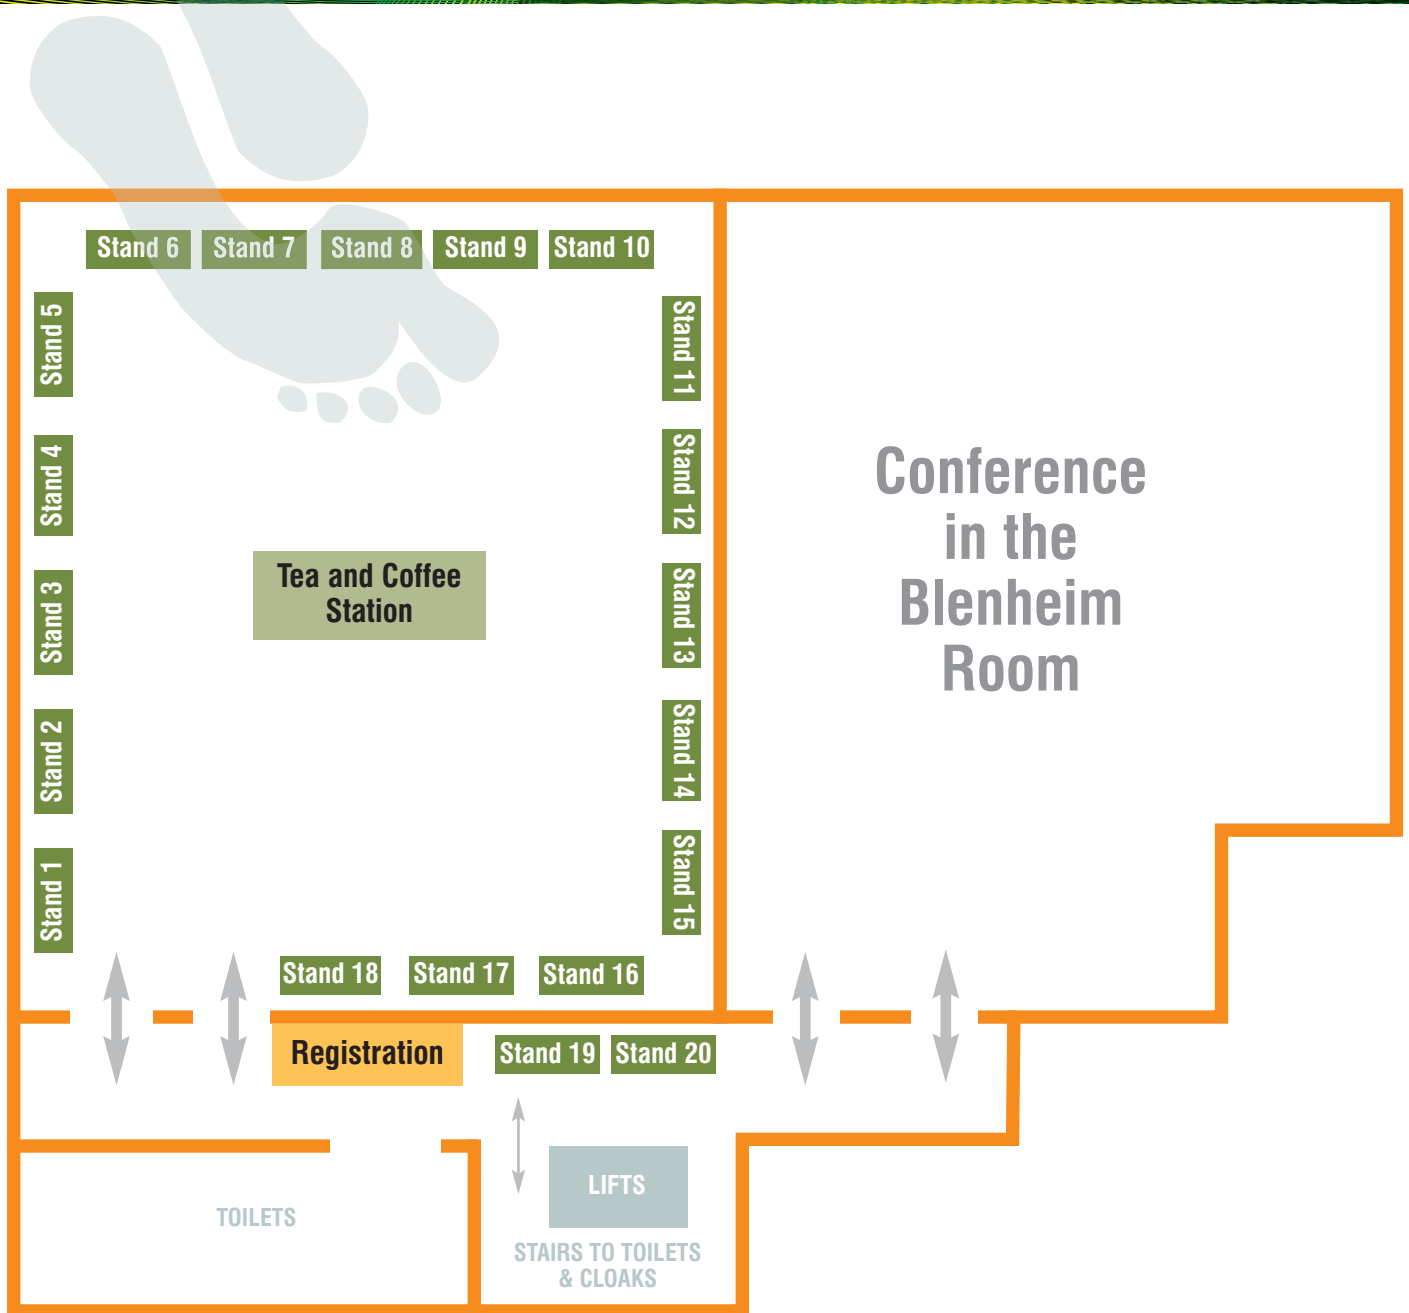 Stand 6
Stand 7
Stand 8
Stand 9
Stand 10
Stand 5
Stand 4
Stand 3
Stand 2
Stand 1
Stand 11
Stand 12
Stand 13
Stand 14
Stand 15
Tea and Coffee
Station
Conference
in the
Blenheim
Room
Stand 18
Stand 17
Stand 16
Registration
Stand 19
Stand 20
LIFTS
TOILETS
STAIRS TO TOILETS
& CLOAKS